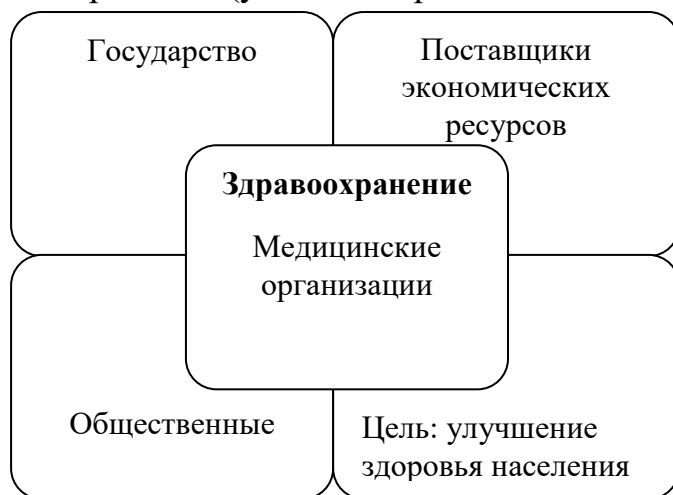 Государство
Поставщики
экономических
ресурсов
Здравоохранение
Медицинские
организации
Общественные
Цель: улучшение
здоровья населения